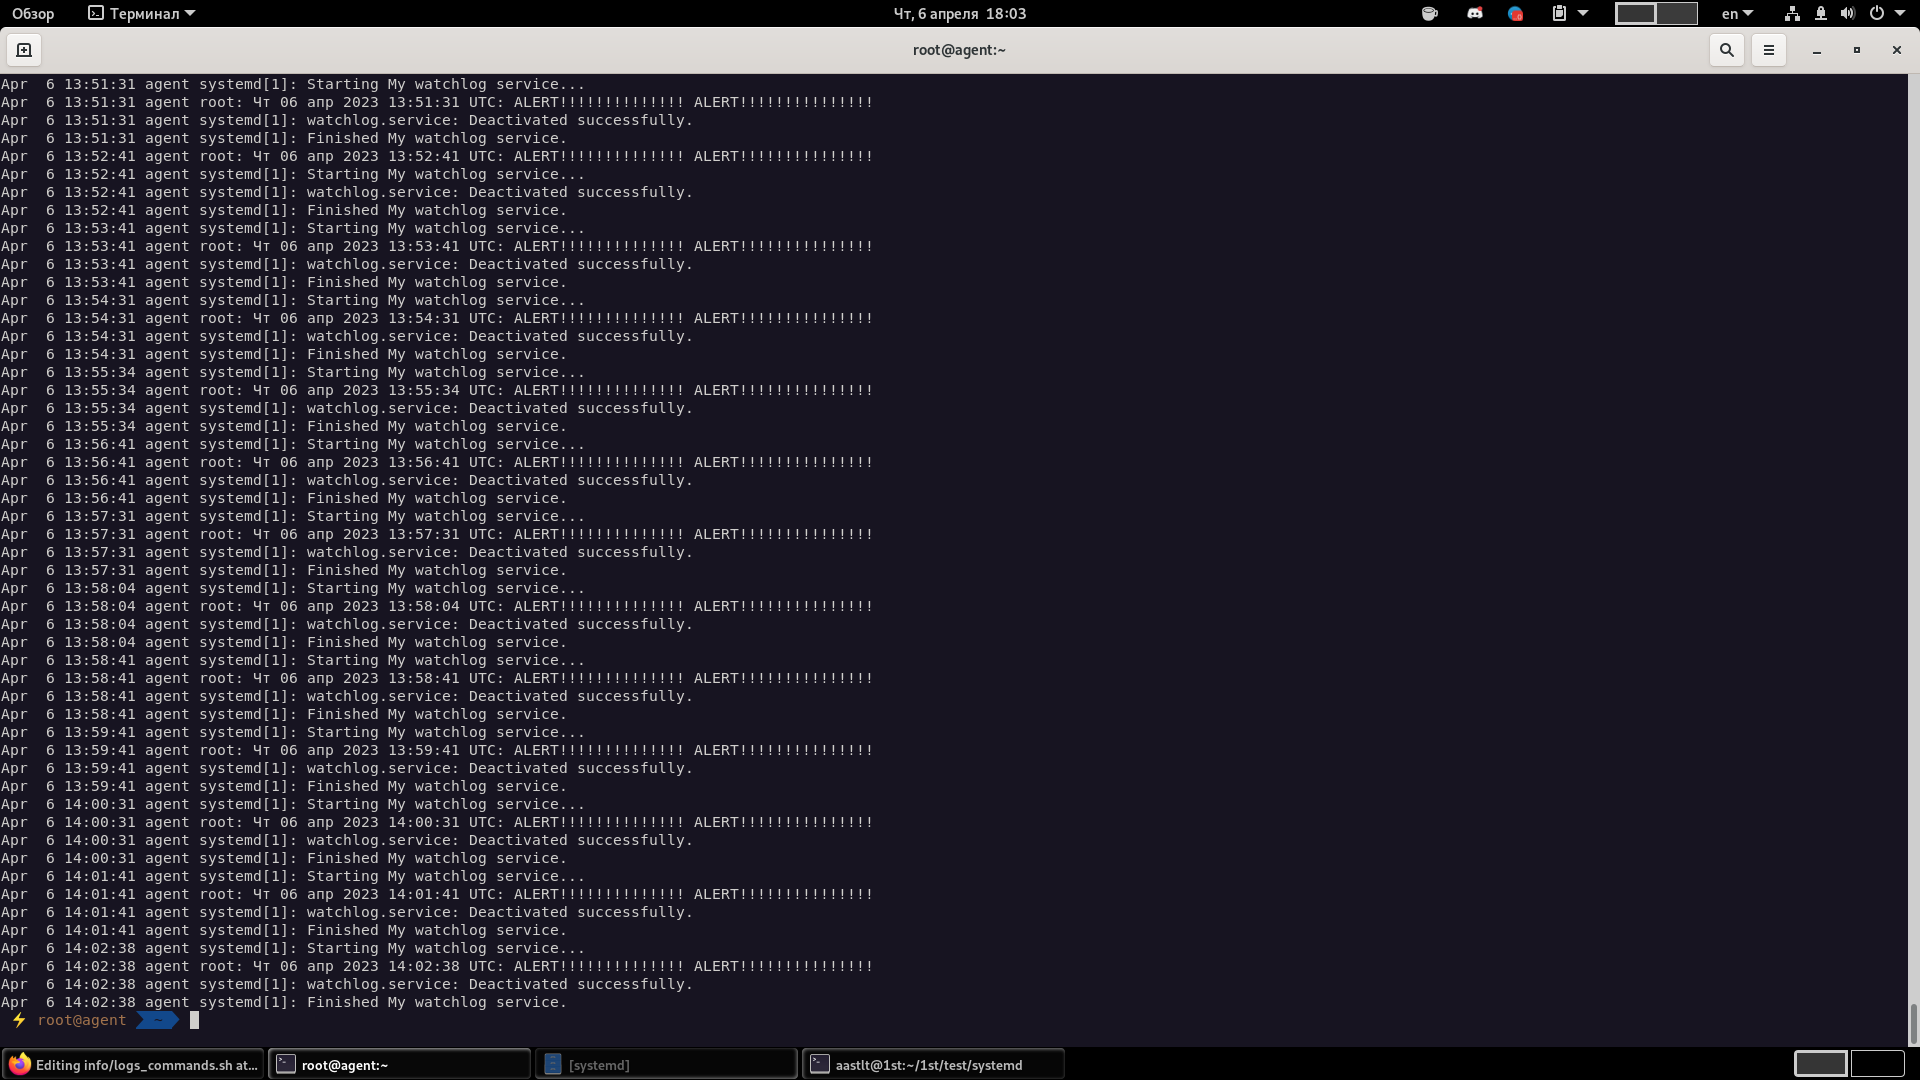 Обзор
Терминал
Чт, 6 апреля 18:03
en
root@agent:~
Apr  6 13:51:31 agent systemd[1]: Starting My watchlog service...
Apr  6 13:51:31 agent root: Чт 06 апр 2023 13:51:31 UTC: ALERT!!!!!!!!!!!!!! ALERT!!!!!!!!!!!!!!!
Apr  6 13:51:31 agent systemd[1]: watchlog.service: Deactivated successfully.
Apr  6 13:51:31 agent systemd[1]: Finished My watchlog service.
Apr  6 13:52:41 agent root: Чт 06 апр 2023 13:52:41 UTC: ALERT!!!!!!!!!!!!!! ALERT!!!!!!!!!!!!!!!
Apr  6 13:52:41 agent systemd[1]: Starting My watchlog service...
Apr  6 13:52:41 agent systemd[1]: watchlog.service: Deactivated successfully.
Apr  6 13:52:41 agent systemd[1]: Finished My watchlog service.
Apr  6 13:53:41 agent systemd[1]: Starting My watchlog service...
Apr  6 13:53:41 agent root: Чт 06 апр 2023 13:53:41 UTC: ALERT!!!!!!!!!!!!!! ALERT!!!!!!!!!!!!!!!
Apr  6 13:53:41 agent systemd[1]: watchlog.service: Deactivated successfully.
Apr  6 13:53:41 agent systemd[1]: Finished My watchlog service.
Apr  6 13:54:31 agent systemd[1]: Starting My watchlog service...
Apr  6 13:54:31 agent root: Чт 06 апр 2023 13:54:31 UTC: ALERT!!!!!!!!!!!!!! ALERT!!!!!!!!!!!!!!!
Apr  6 13:54:31 agent systemd[1]: watchlog.service: Deactivated successfully.
Apr  6 13:54:31 agent systemd[1]: Finished My watchlog service.
Apr  6 13:55:34 agent systemd[1]: Starting My watchlog service...
Apr  6 13:55:34 agent root: Чт 06 апр 2023 13:55:34 UTC: ALERT!!!!!!!!!!!!!! ALERT!!!!!!!!!!!!!!!
Apr  6 13:55:34 agent systemd[1]: watchlog.service: Deactivated successfully.
Apr  6 13:55:34 agent systemd[1]: Finished My watchlog service.
Apr  6 13:56:41 agent systemd[1]: Starting My watchlog service...
Apr  6 13:56:41 agent root: Чт 06 апр 2023 13:56:41 UTC: ALERT!!!!!!!!!!!!!! ALERT!!!!!!!!!!!!!!!
Apr  6 13:56:41 agent systemd[1]: watchlog.service: Deactivated successfully.
Apr  6 13:56:41 agent systemd[1]: Finished My watchlog service.
Apr  6 13:57:31 agent systemd[1]: Starting My watchlog service...
Apr  6 13:57:31 agent root: Чт 06 апр 2023 13:57:31 UTC: ALERT!!!!!!!!!!!!!! ALERT!!!!!!!!!!!!!!!
Apr  6 13:57:31 agent systemd[1]: watchlog.service: Deactivated successfully.
Apr  6 13:57:31 agent systemd[1]: Finished My watchlog service.
Apr  6 13:58:04 agent systemd[1]: Starting My watchlog service...
Apr  6 13:58:04 agent root: Чт 06 апр 2023 13:58:04 UTC: ALERT!!!!!!!!!!!!!! ALERT!!!!!!!!!!!!!!!
Apr  6 13:58:04 agent systemd[1]: watchlog.service: Deactivated successfully.
Apr  6 13:58:04 agent systemd[1]: Finished My watchlog service.
Apr  6 13:58:41 agent systemd[1]: Starting My watchlog service...
Apr  6 13:58:41 agent root: Чт 06 апр 2023 13:58:41 UTC: ALERT!!!!!!!!!!!!!! ALERT!!!!!!!!!!!!!!!
Apr  6 13:58:41 agent systemd[1]: watchlog.service: Deactivated successfully.
Apr  6 13:58:41 agent systemd[1]: Finished My watchlog service.
Apr  6 13:59:41 agent systemd[1]: Starting My watchlog service...
Apr  6 13:59:41 agent root: Чт 06 апр 2023 13:59:41 UTC: ALERT!!!!!!!!!!!!!! ALERT!!!!!!!!!!!!!!!
Apr  6 13:59:41 agent systemd[1]: watchlog.service: Deactivated successfully.
Apr  6 13:59:41 agent systemd[1]: Finished My watchlog service.
Apr  6 14:00:31 agent systemd[1]: Starting My watchlog service...
Apr  6 14:00:31 agent root: Чт 06 апр 2023 14:00:31 UTC: ALERT!!!!!!!!!!!!!! ALERT!!!!!!!!!!!!!!!
Apr  6 14:00:31 agent systemd[1]: watchlog.service: Deactivated successfully.
Apr  6 14:00:31 agent systemd[1]: Finished My watchlog service.
Apr  6 14:01:41 agent systemd[1]: Starting My watchlog service...
Apr  6 14:01:41 agent root: Чт 06 апр 2023 14:01:41 UTC: ALERT!!!!!!!!!!!!!! ALERT!!!!!!!!!!!!!!!
Apr  6 14:01:41 agent systemd[1]: watchlog.service: Deactivated successfully.
Apr  6 14:01:41 agent systemd[1]: Finished My watchlog service.
Apr  6 14:02:38 agent systemd[1]: Starting My watchlog service...
Apr  6 14:02:38 agent root: Чт 06 апр 2023 14:02:38 UTC: ALERT!!!!!!!!!!!!!! ALERT!!!!!!!!!!!!!!!
Apr  6 14:02:38 agent systemd[1]: watchlog.service: Deactivated successfully.
Apr  6 14:02:38 agent systemd[1]: Finished My watchlog service.
⚡ root@agent ~
Editing info/logs_commands.sh at...
root@agent:~
[systemd]
aastlt@1st:~/1st/test/systemd